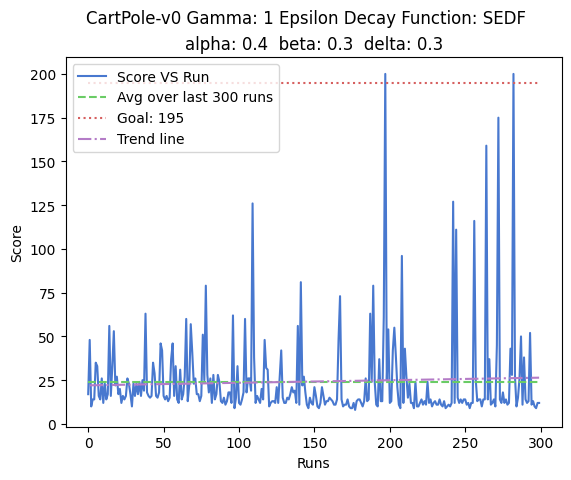 CartPole-v0 Gamma: 1 Epsilon Decay Function: SEDF
alpha: 0.4  beta: 0.3  delta: 0.3
Score VS Run
Avg over last 300 runs
Goal: 195
Trend line
200
175
150
125
100
75
50
25
0
Score
0
50
100
150
200
250
300
Runs